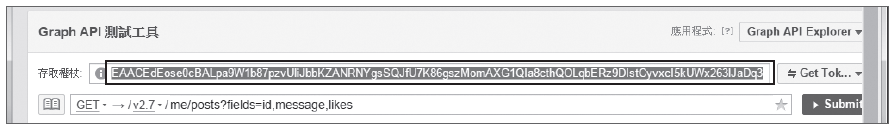 Graph API 測試工具 應用程式: [?] Graph API Explorer
存取權杖: EAACEdEose0cBALpa9W1b87pzvUliJbbKZANRNYgsSQJfU7K86gszMomAXG1Qla8cthQOLqbERz9DIstCyvxcI5kUWx263lJaDq3 Get Tok...
GET - → / v2.7 - / me/posts?fields=id,message,likes Submit